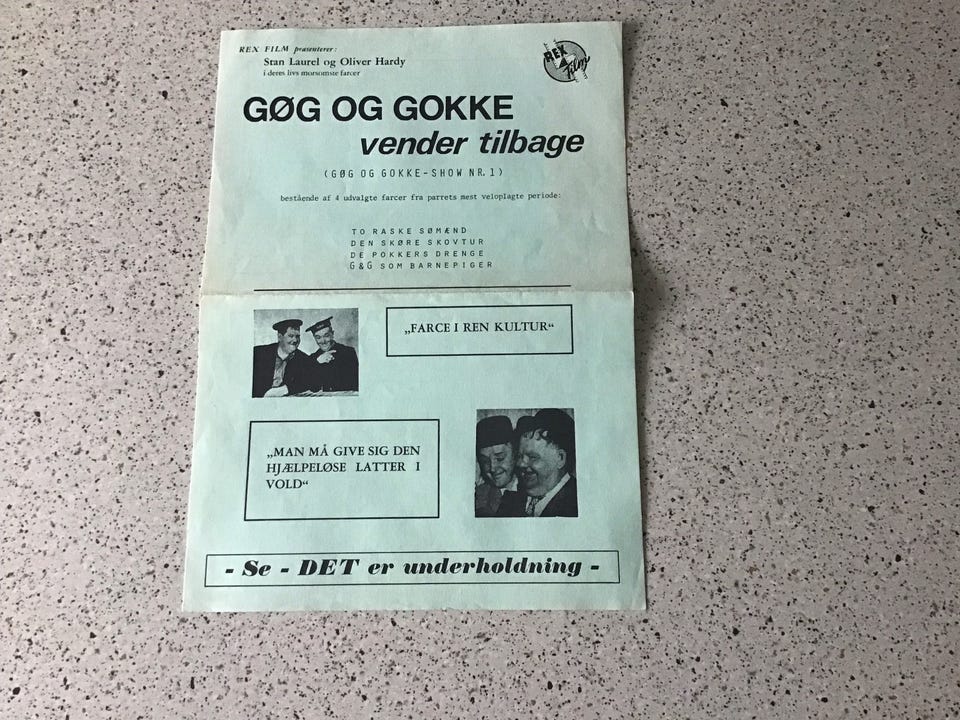 REX FILM præsenterer:
Stan Laurel og Oliver Hardy
i deres livs morsomste farcer
REX
Film
GØG OG GOKKE
vender tilbage
(GØG OG GOKKE-SHOW NR.1)
bestående af 4 udvalgte farcer fra parrets mest veloplagte periode:
TO RASKE SØMÆND
DEN SKØRE SKOVTUR
DE POKKERS DRENGE
G&G SOM BARNEPIGER
„FARCE I REN KULTUR“
„MAN MÅ GIVE SIG DEN
HJÆLPELØSE LATTER I
VOLD“
- Se - DET er underholdning -